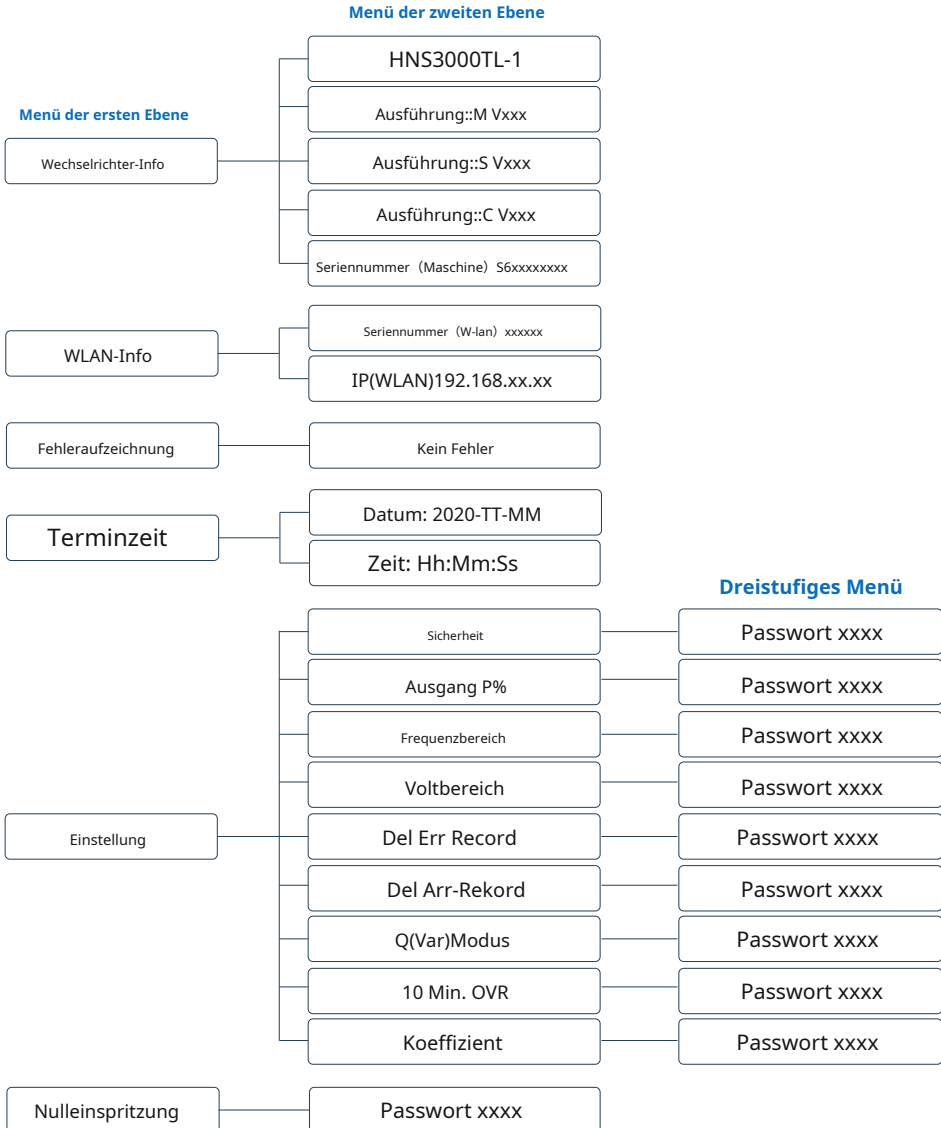 Menü der zweiten Ebene
HNS3000TL-1
Menü der ersten Ebene
Ausführung::M Vxxx
Wechselrichter-Info
Ausführung::S Vxxx
Ausführung::C Vxxx
Seriennummer（Maschine）S6xxxxxxxx
Seriennummer（W-lan）xxxxxx
WLAN-Info
IP(WLAN)192.168.xx.xx
Fehleraufzeichnung
Kein Fehler
Terminzeit
Datum: 2020-TT-MM
Zeit: Hh:Mm:Ss
Dreistufiges Menü
Sicherheit
Passwort xxxx
Ausgang P%
Passwort xxxx
Frequenzbereich
Passwort xxxx
Voltbereich
Passwort xxxx
Einstellung
Del Err Record
Passwort xxxx
Del Arr-Rekord
Passwort xxxx
Q(Var)Modus
Passwort xxxx
10 Min. OVR
Passwort xxxx
Koeffizient
Passwort xxxx
Nulleinspritzung
Passwort xxxx